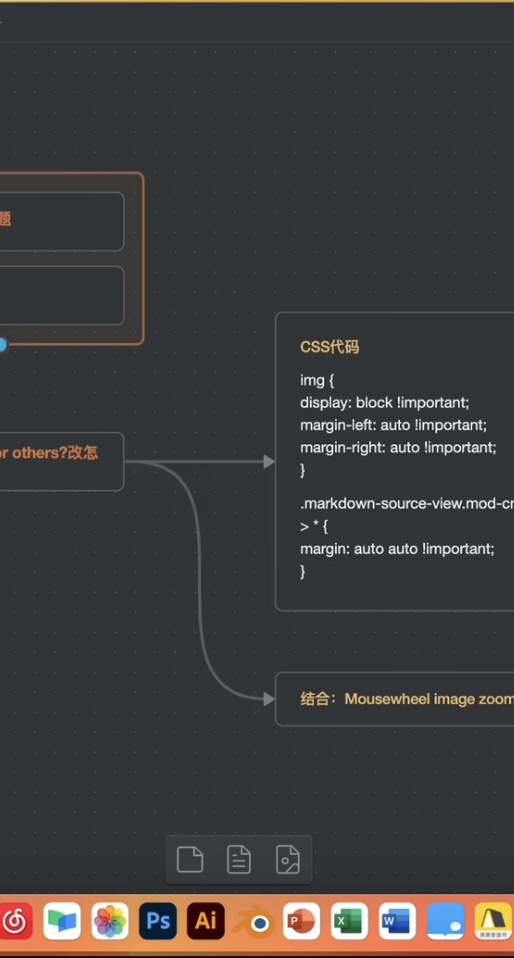 题
or others?改怎
CSS代码
img {
display: block !important;
margin-left: auto !important;
margin-right: auto !important;
}
.markdown-source-view.mod-cm
> * {
margin: auto auto !important;
}
结合：Mousewheel image zoom
Ps
Ai
P
X
W